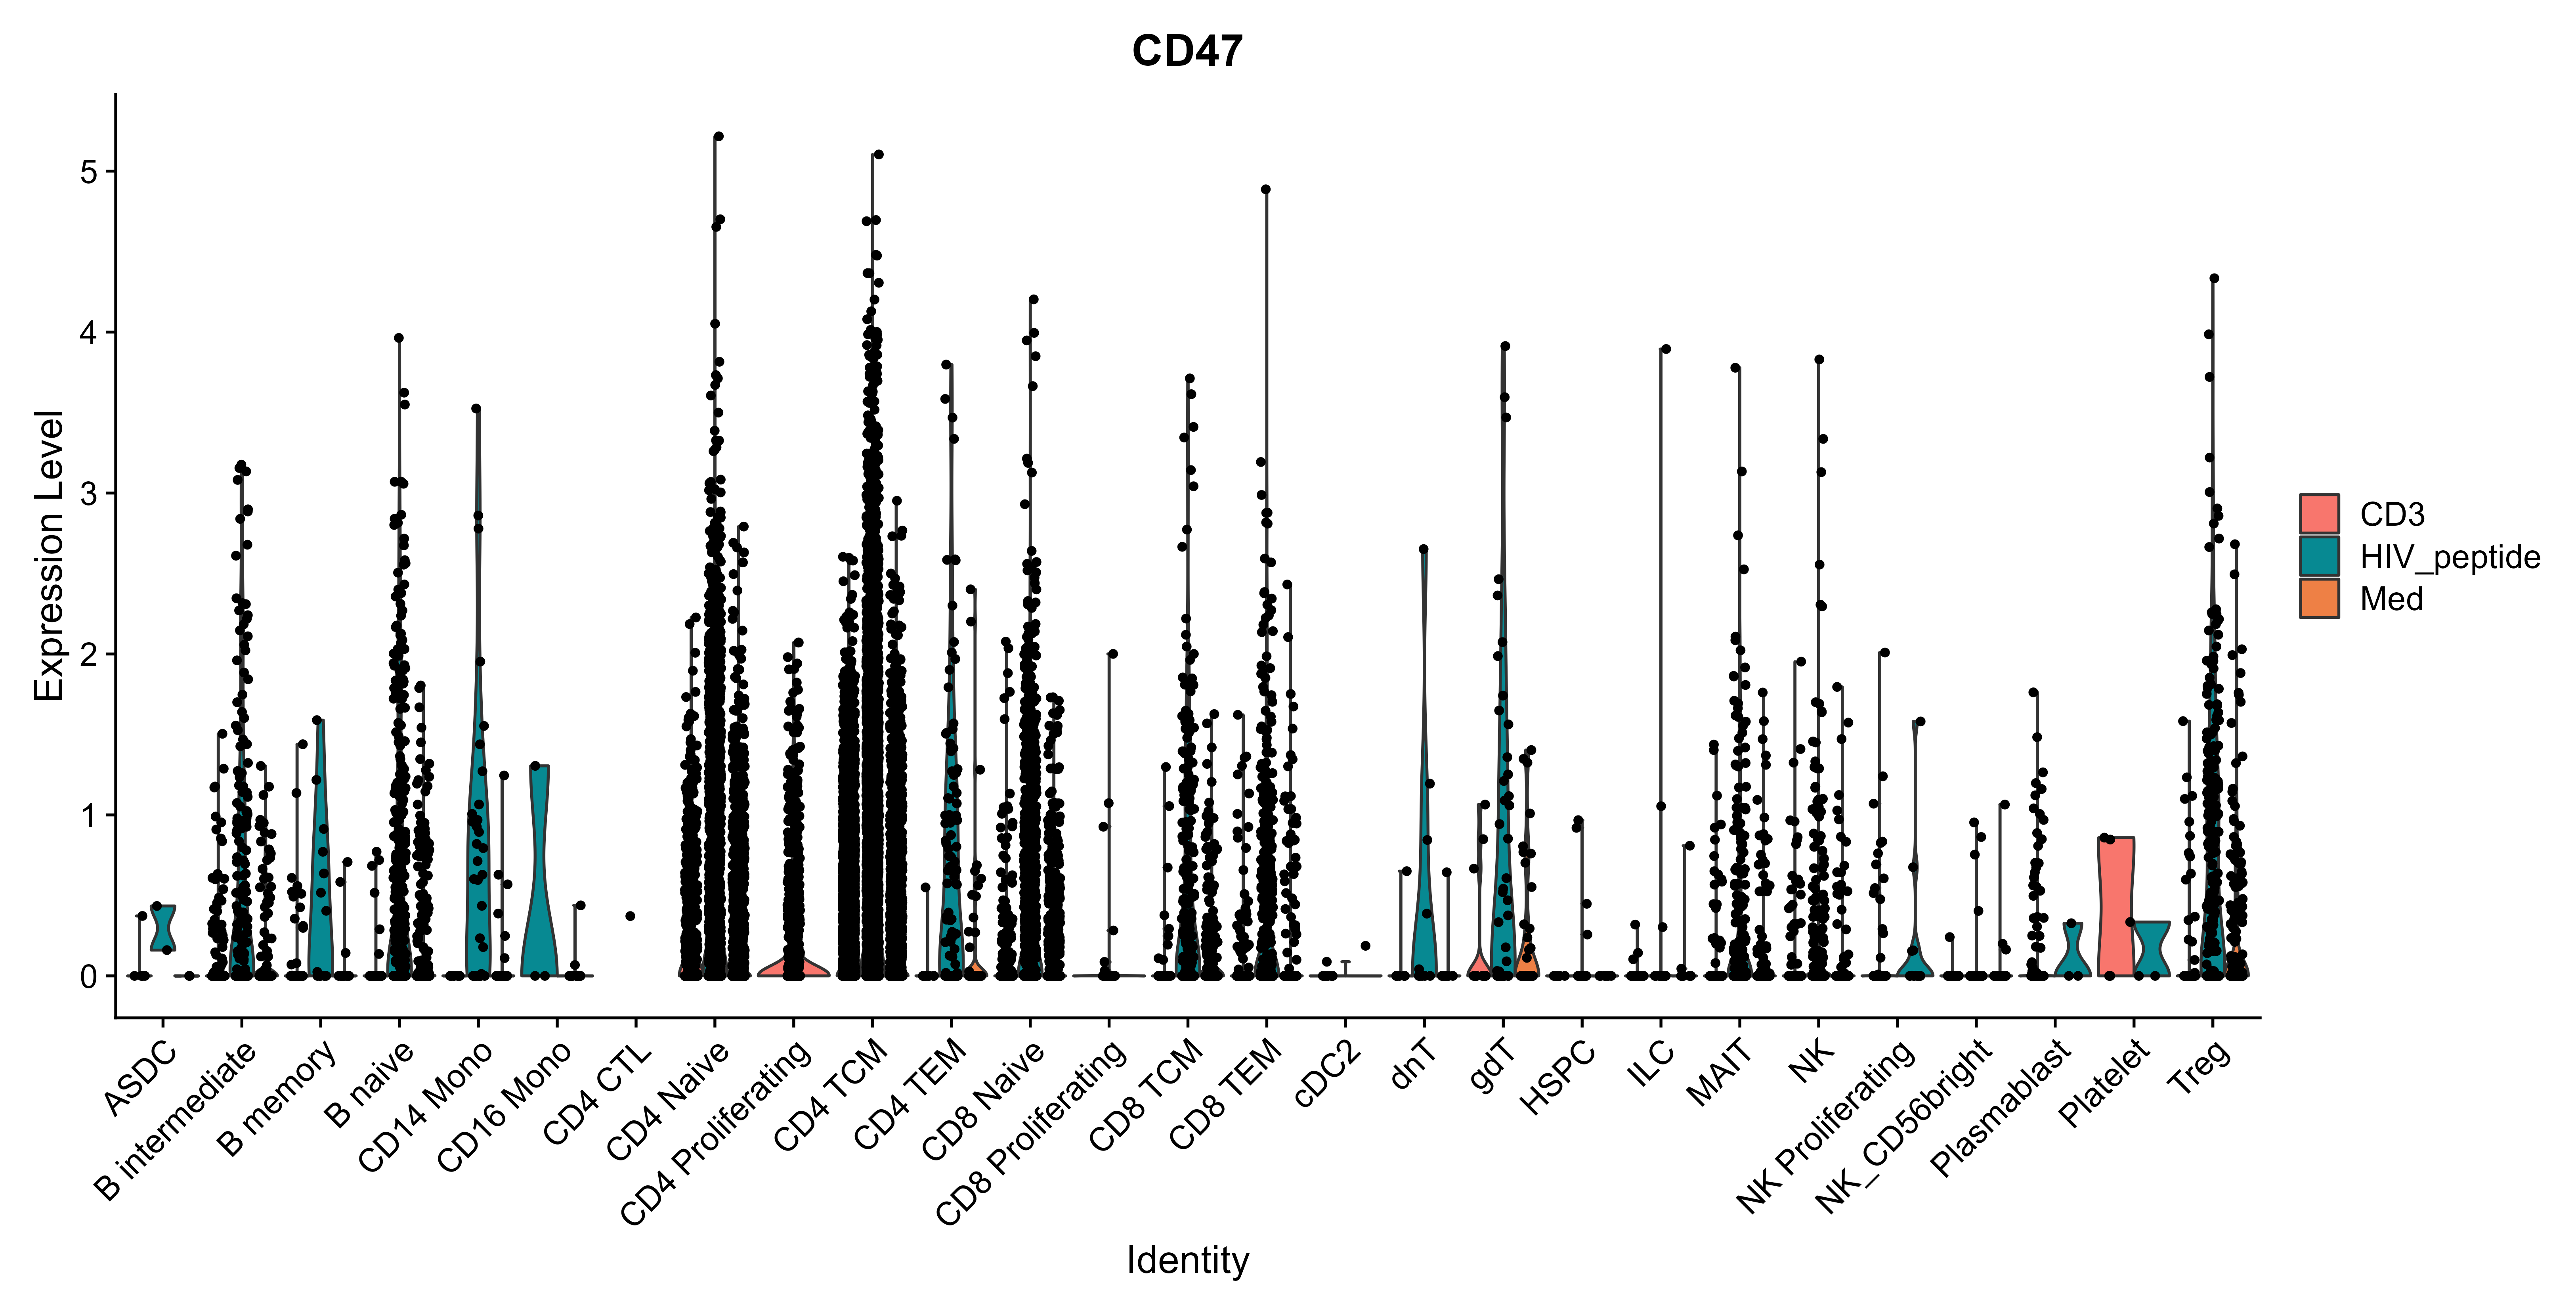 CD47
Expression Level
5
4
3
2
1
0
ASDC
B intermediate
B memory
B naive
CD14 Mono
CD16 Mono
CD4 CTL
CD4 Naive
CD4 Proliferating
CD4 TCM
CD4 TEM
CD8 Naive
CD8 Proliferating
CD8 TCM
CD8 TEM
cDC2
dnT
gdT
HSPC
ILC
MAIT
NK
NK Proliferating
NK_CD56bright
Plasmablast
Platelet
Treg
Identity
CD3
HIV_peptide
Med